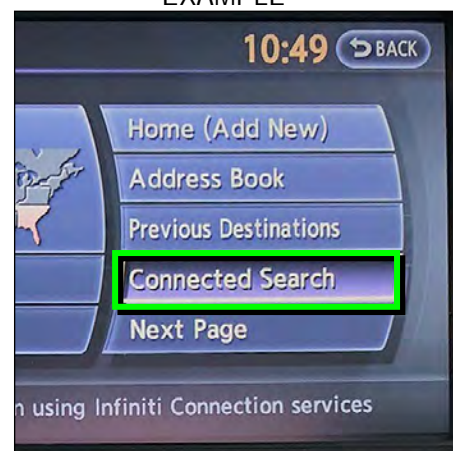 EXAMPLE
10:49 BACK
Home (Add New)
Address Book
Previous Destinations
Connected Search
Next Page
using Infiniti Connection services